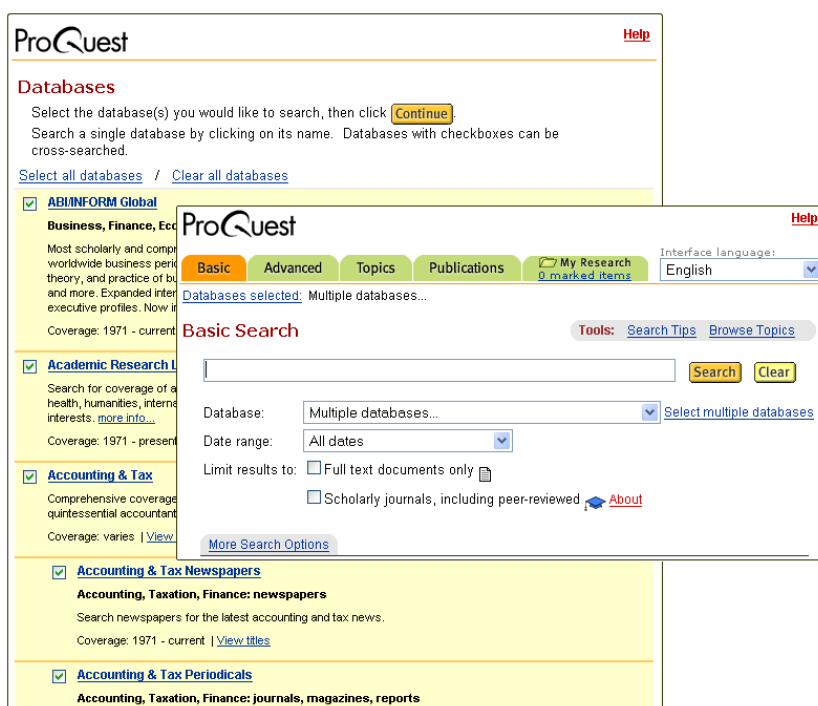 ProQuest
Help
Databases
Select the database(s) you would like to search, then click Continue.
Search a single database by clicking on its name. Databases with checkboxes can be
cross-searched.
Select all databases / Clear all databases
ABI/INFORM Global
Business, Finance,
Most scholarly and
worldwide business
theory, and practice of
and more. Expanded
executive profiles. Now
Coverage: 1971 - current
Academic Research
Search for coverage of a
health, humanities,
interests. more info...
Coverage: 1971 - present
Accounting & Tax
Comprehensive coverage
quintessential accountant
Coverage: varies | View
Accounting & Tax Newspapers
Accounting, Taxation, Finance: newspapers
Search newspapers for the latest accounting and tax news.
Coverage: 1971 - current | View titles
Accounting & Tax Periodicals
Accounting, Taxation, Finance: journals, magazines, reports
ProQuest
Help
Basic
Advanced
Topics
Publications
My Research
0 marked items
Interface language:
English
Databases selected: Multiple databases...
Basic Search
Tools: Search Tips Browse Topics
Search Clear
Database: Multiple databases... Select multiple databases
Date range: All dates
Limit results to: Full text documents only
Scholarly journals, including peer-reviewed About
More Search Options